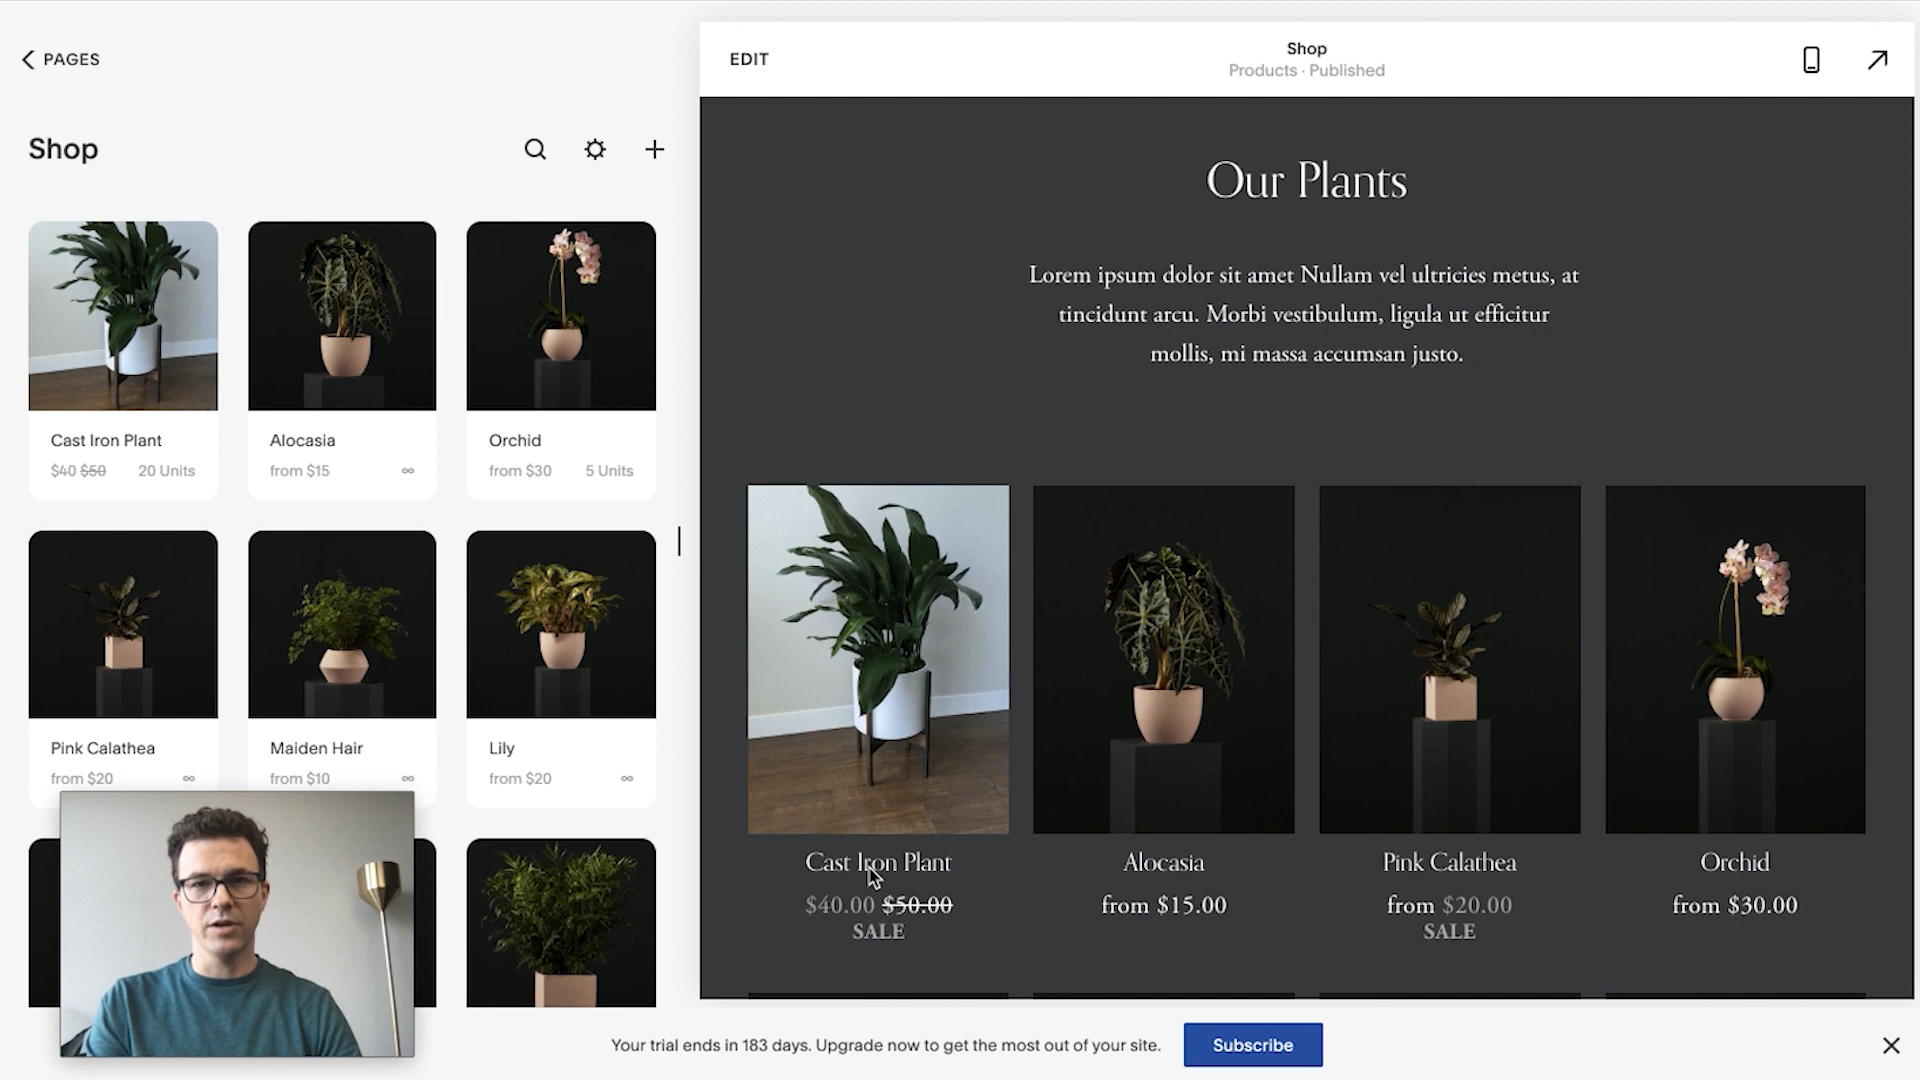 PAGES
Shop
Cast Iron Plant
$40 $50 20 Units
Alocasia
from $15 ∞
Orchid
from $30 5 Units
Pink Calathea
from $20 ∞
Maiden Hair
from $10 ∞
Lily
from $20 ∞
EDIT
Shop
Products · Published
Our Plants
Lorem ipsum dolor sit amet Nullam vel ultricies metus, at
tincidunt arcu. Morbi vestibulum, ligula ut efficitur
mollis, mi massa accumsan justo.
Cast Iron Plant
$40.00 $50.00
SALE
Alocasia
from $15.00
Pink Calathea
from $20.00
SALE
Orchid
from $30.00
Your trial ends in 183 days. Upgrade now to get the most out of your site.
Subscribe